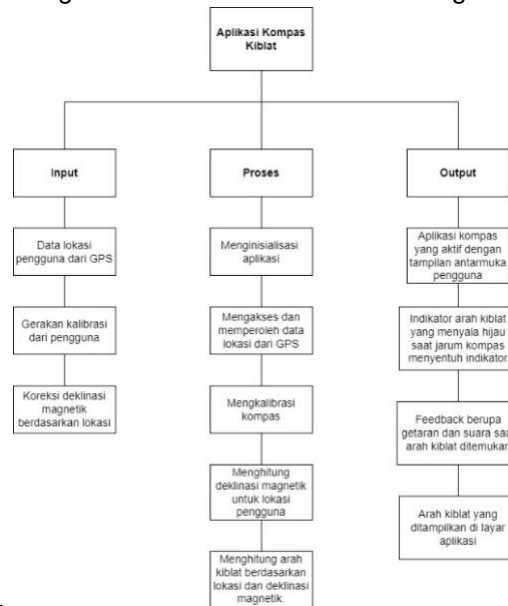 Aplikasi Kompas
Kiblat
Input
Data lokasi
pengguna dari GPS
Gerakan kalibrasi
dari pengguna
Koreksi deklinasi
magnetik
berdasarkan lokasi
Proses
Menginisialisasi
aplikasi
Mengakses dan
memperoleh data
lokasi dari GPS
Mengkalibrasi
kompas
Menghitung
deklinasi magnetik
untuk lokasi
pengguna
Menghitung arah
kiblat berdasarkan
lokasi dan deklinasi
magnetik.
Output
Aplikasi kompas
yang aktif dengan
tampilan antarmuka
pengguna
Indikator arah kiblat
yang menyala hijau
saat jarum kompas
menyentuh indikator
Feedback berupa
getaran dan suara saa
arah kiblat ditemukan
Arah kiblat yang
ditampilkan di layar
aplikasi